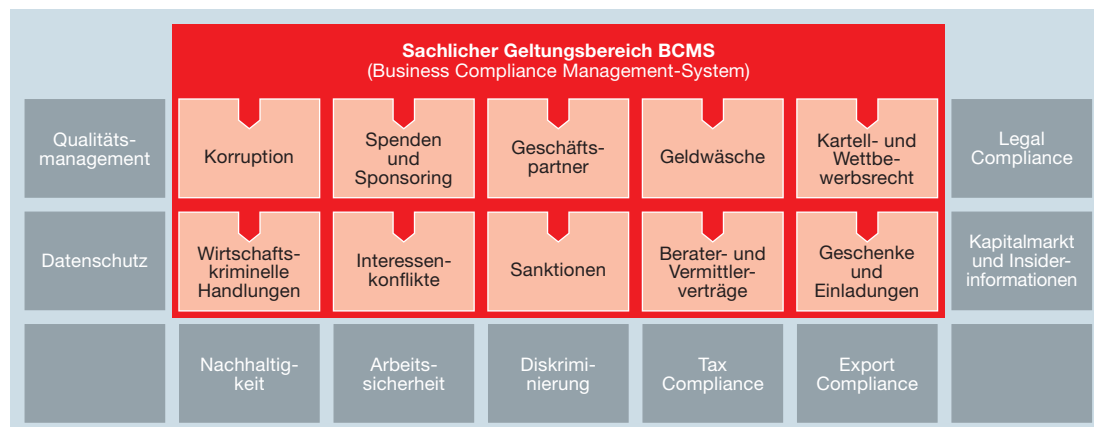 Sachlicher Geltungsbereich BCMS
(Business Compliance Management-System)
Qualitäts-
management
Korruption
Spenden
und
Sponsoring
Geschäfts-
partner
Geldwäsche
Kartell- und
Wettbe-
werbsrecht
Legal
Compliance
Datenschutz
Wirtschafts-
kriminelle
Handlungen
Interessen-
konflikte
Sanktionen
Berater- und
Vermittler-
verträge
Geschenke
und
Einladungen
Kapitalmarkt
und Insider-
informationen
Nachhaltig-
keit
Arbeits-
sicherheit
Diskrimi-
nierung
Tax
Compliance
Export
Compliance